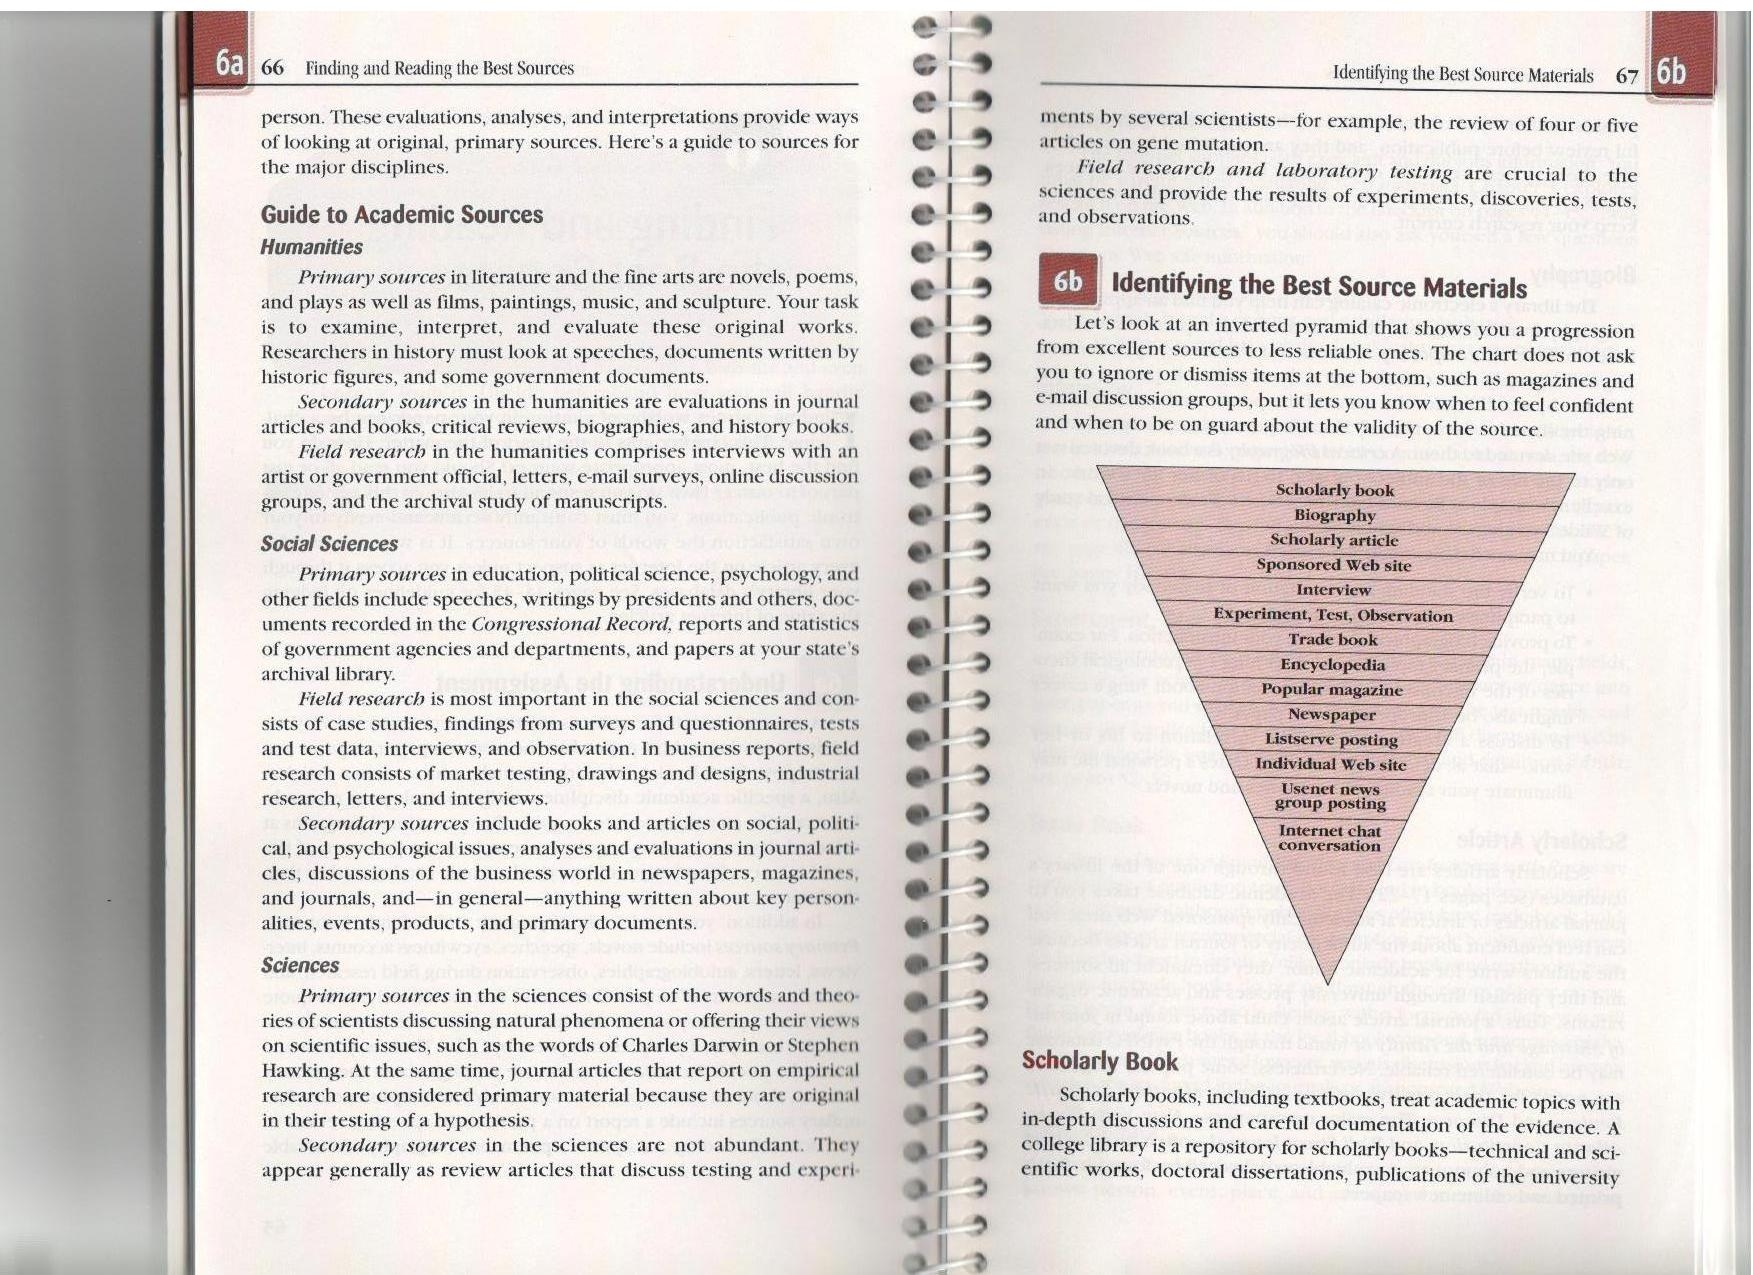 6a
66 Finding and Reading the Best Sources
person. These evaluations, analyses, and interpretations provide ways
of looking at original, primary sources. Here's a guide to sources for
the major disciplines.
Guide to Academic Sources
Humanities
Primary sources in literature and the fine arts are novels, poems,
and plays as well as films, paintings, music, and sculpture. Your task
is to examine, interpret, and evaluate these original works.
Researchers in history must look at speeches, documents written by
historic figures, and some government documents.
Secondary sources in the humanities are evaluations in journal
articles and books, critical reviews, biographies, and history books.
Field research in the humanities comprises interviews with an
artist or government official, letters, e-mail surveys, online discussion
groups, and the archival study of manuscripts.
Social Sciences
Primary sources in education, political science, psychology, and
other fields include speeches, writings by presidents and others, doc-
uments recorded in the Congressional Record, reports and statistics
of government agencies and departments, and papers at your state's
archival library.
Field research is most important in the social sciences and con-
sists of case studies, findings from surveys and questionnaires, tests
and test data, interviews, and observation. In business reports, field
research consists of market testing, drawings and designs, industrial
research, letters, and interviews.
Secondary sources include books and articles on social, politi-
cal, and psychological issues, analyses and evaluations in journal arti-
cles, discussions of the business world in newspapers, magazines,
and journals, and—in general—anything written about key person-
alities, events, products, and primary documents.
Sciences
Primary sources in the sciences consist of the words and theo-
ries of scientists discussing natural phenomena or offering their views
on scientific issues, such as the words of Charles Darwin or Stephen
Hawking. At the same time, journal articles that report on empirical
research are considered primary material because they are original
in their testing of a hypothesis.
Secondary sources in the sciences are not abundant. They
appear generally as review articles that discuss testing and experi-
Identifying the Best Source Materials 67
6b
ments by several scientists—for example, the review of four or five
articles on gene mutation.
Field research and laboratory testing are crucial to the
sciences and provide the results of experiments, discoveries, tests,
and observations.
6b Identifying the Best Source Materials
Let's look at an inverted pyramid that shows you a progression
from excellent sources to less reliable ones. The chart does not ask
you to ignore or dismiss items at the bottom, such as magazines and
e-mail discussion groups, but it lets you know when to feel confident
and when to be on guard about the validity of the source.
Scholarly book
Biography
Scholarly article
Sponsored Web site
Interview
Experiment, Test, Observation
Trade book
Encyclopedia
Popular magazine
Newspaper
Listserve posting
Individual Web site
Usenet news
group posting
Internet chat
conversation
Scholarly Book
Scholarly books, including textbooks, treat academic topics with
in-depth discussions and careful documentation of the evidence. A
college library is a repository for scholarly books—technical and sci-
entific works, doctoral dissertations, publications of the university